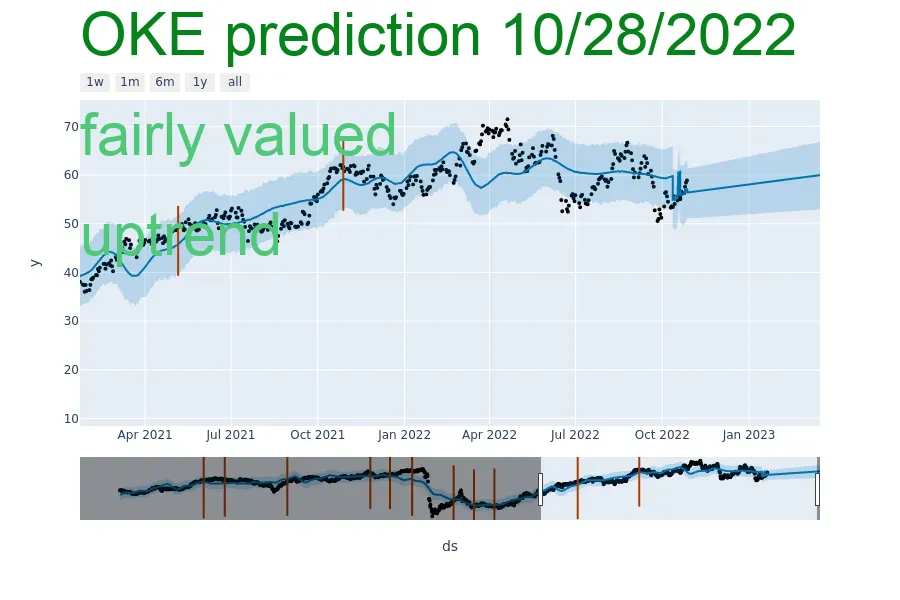 OKE prediction 10/28/2022
1w 1m 6m 1y all
fairly valued
uptrend
y
70
60
50
40
30
20
10
Apr 2021 Jul 2021 Oct 2021 Jan 2022 Apr 2022 Jul 2022 Oct 2022 Jan 2023
ds